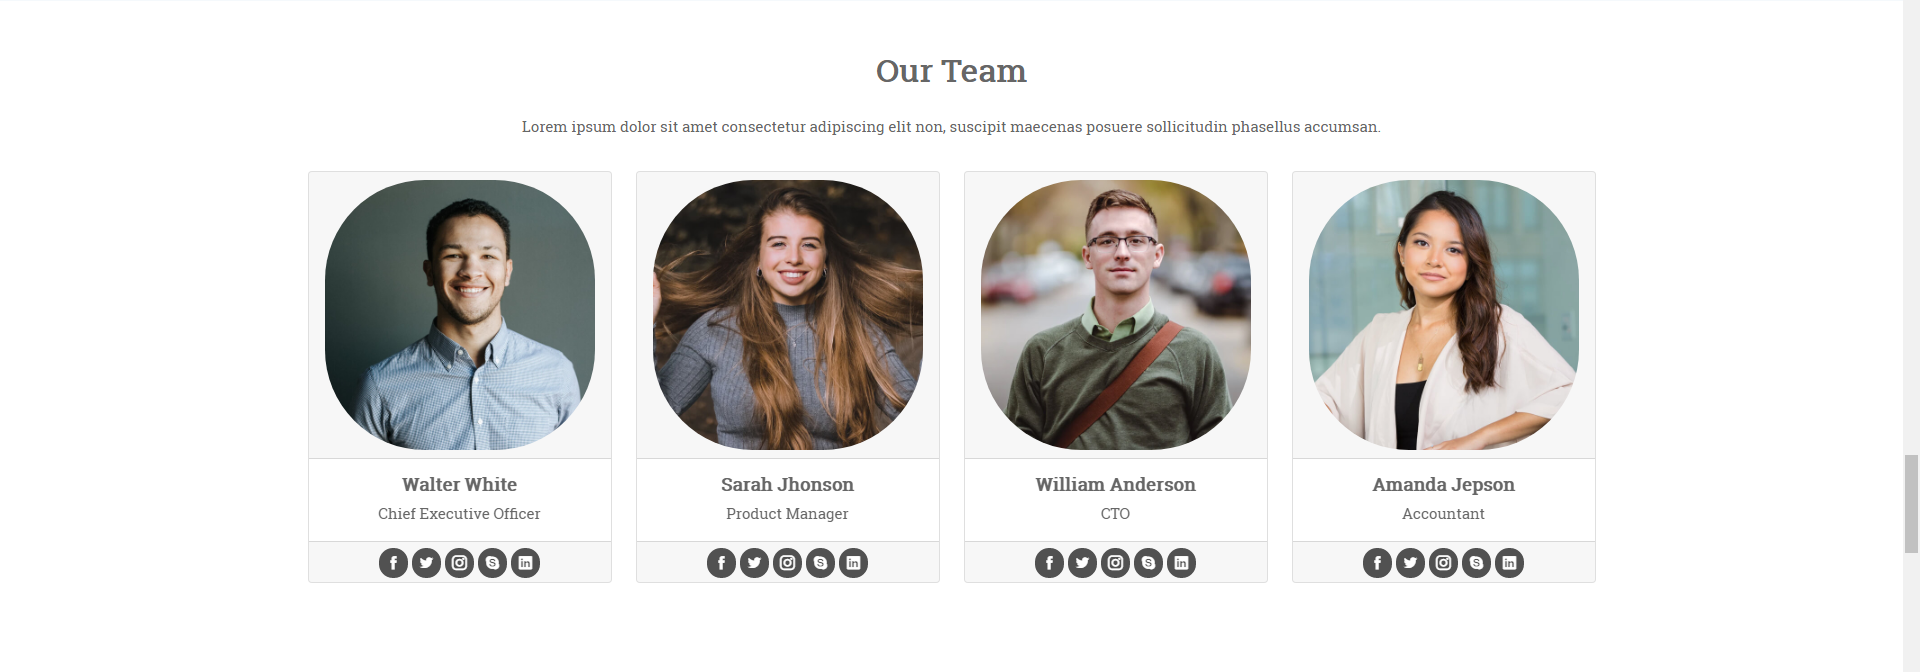 Our Team
Lorem ipsum dolor sit amet consectetur adipiscing elit non, suscipit maecenas posuere sollicitudin phasellus accumsan.
Walter White
Chief Executive Officer
Sarah Jhonson
Product Manager
William Anderson
CTO
Amanda Jepson
Accountant